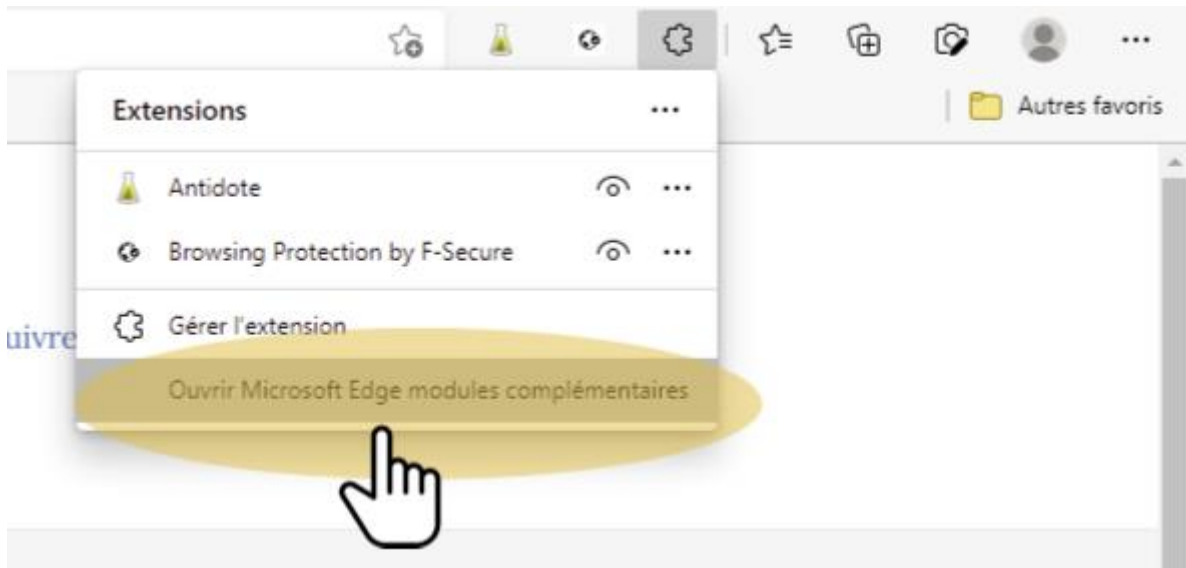 Extensions
Autres favoris
Antidote
Browsing Protection by F-Secure
Gérer l'extension
uivre
Ouvrir Microsoft Edge modules complémentaires